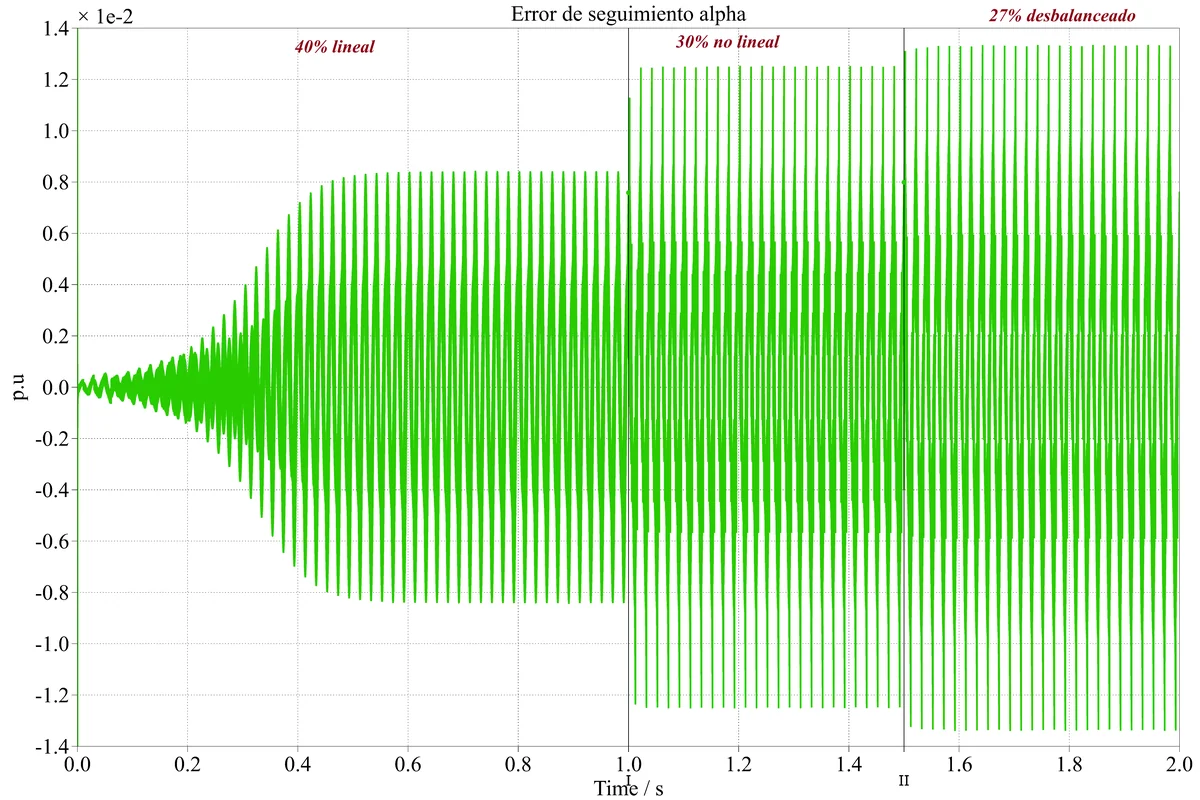 × 1e-2
Error de seguimiento alpha
27% desbalanceado
40% lineal
30% no lineal
1.4
1.2
1.0
0.8
0.6
0.4
0.2
0.0
-0.2
-0.4
-0.6
-0.8
-1.0
-1.2
-1.4
p.u
0.0 0.2 0.4 0.6 0.8 1.0 1.2 1.4 1.6 1.8 2.0
I II
Time / s